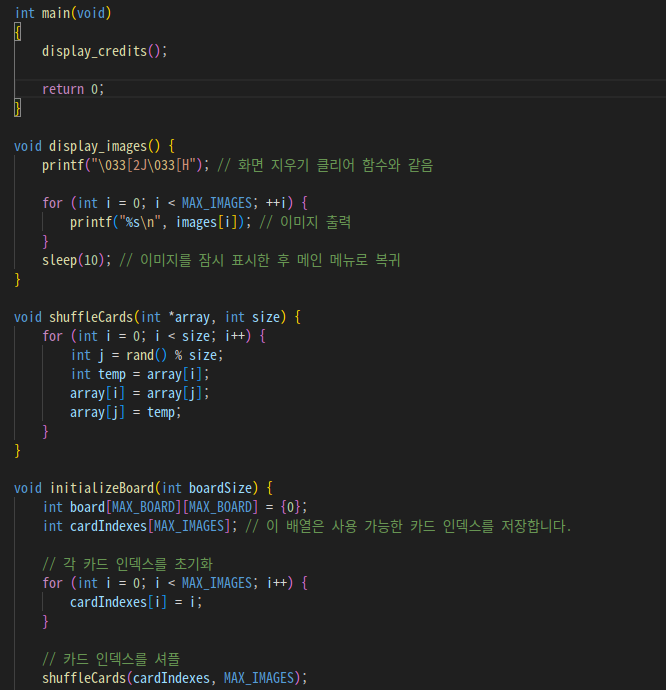 int main(void)
{
    display_credits();

    return 0;
}

void display_images() {
    printf("\033[2J\033[H"); // 화면 지우기 클리어 함수와 같음

    for (int i = 0; i < MAX_IMAGES; ++i) {
        printf("%s\n", images[i]); // 이미지 출력
    }
    sleep(10); // 이미지를 잠시 표시한 후 메인 메뉴로 복귀
}

void shuffleCards(int *array, int size) {
    for (int i = 0; i < size; i++) {
        int j = rand() % size;
        int temp = array[i];
        array[i] = array[j];
        array[j] = temp;
    }
}

void initializeBoard(int boardSize) {
    int board[MAX_BOARD][MAX_BOARD] = {0};
    int cardIndexes[MAX_IMAGES]; // 이 배열은 사용 가능한 카드 인덱스를 저장합니다.

    // 각 카드 인덱스를 초기화
    for (int i = 0; i < MAX_IMAGES; i++) {
        cardIndexes[i] = i;
    }

    // 카드 인덱스를 셔플
    shuffleCards(cardIndexes, MAX_IMAGES);